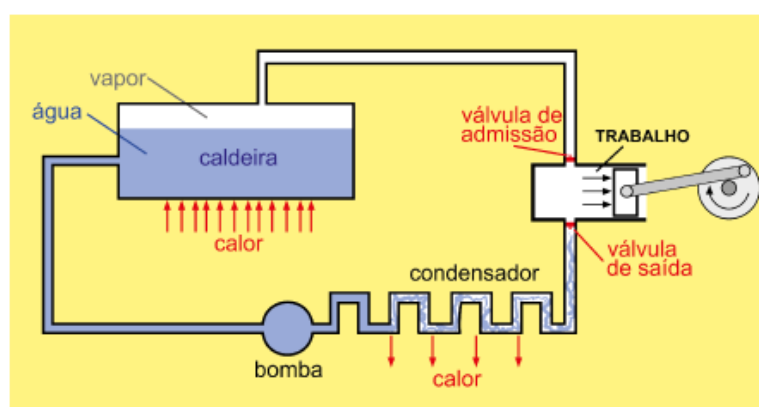 vapor
água
caldeira
calor
válvula de
admissão
TRABALHO
válvula
de saída
condensador
bomba
calor